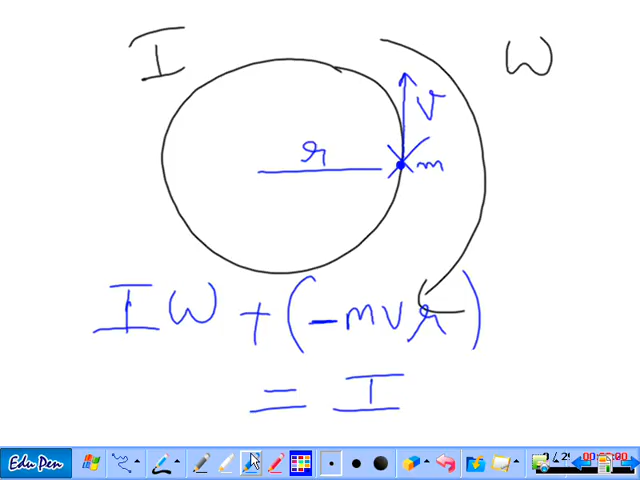 I ω
v
r
m
Iω + (-mvr)
= I
Edu Pen